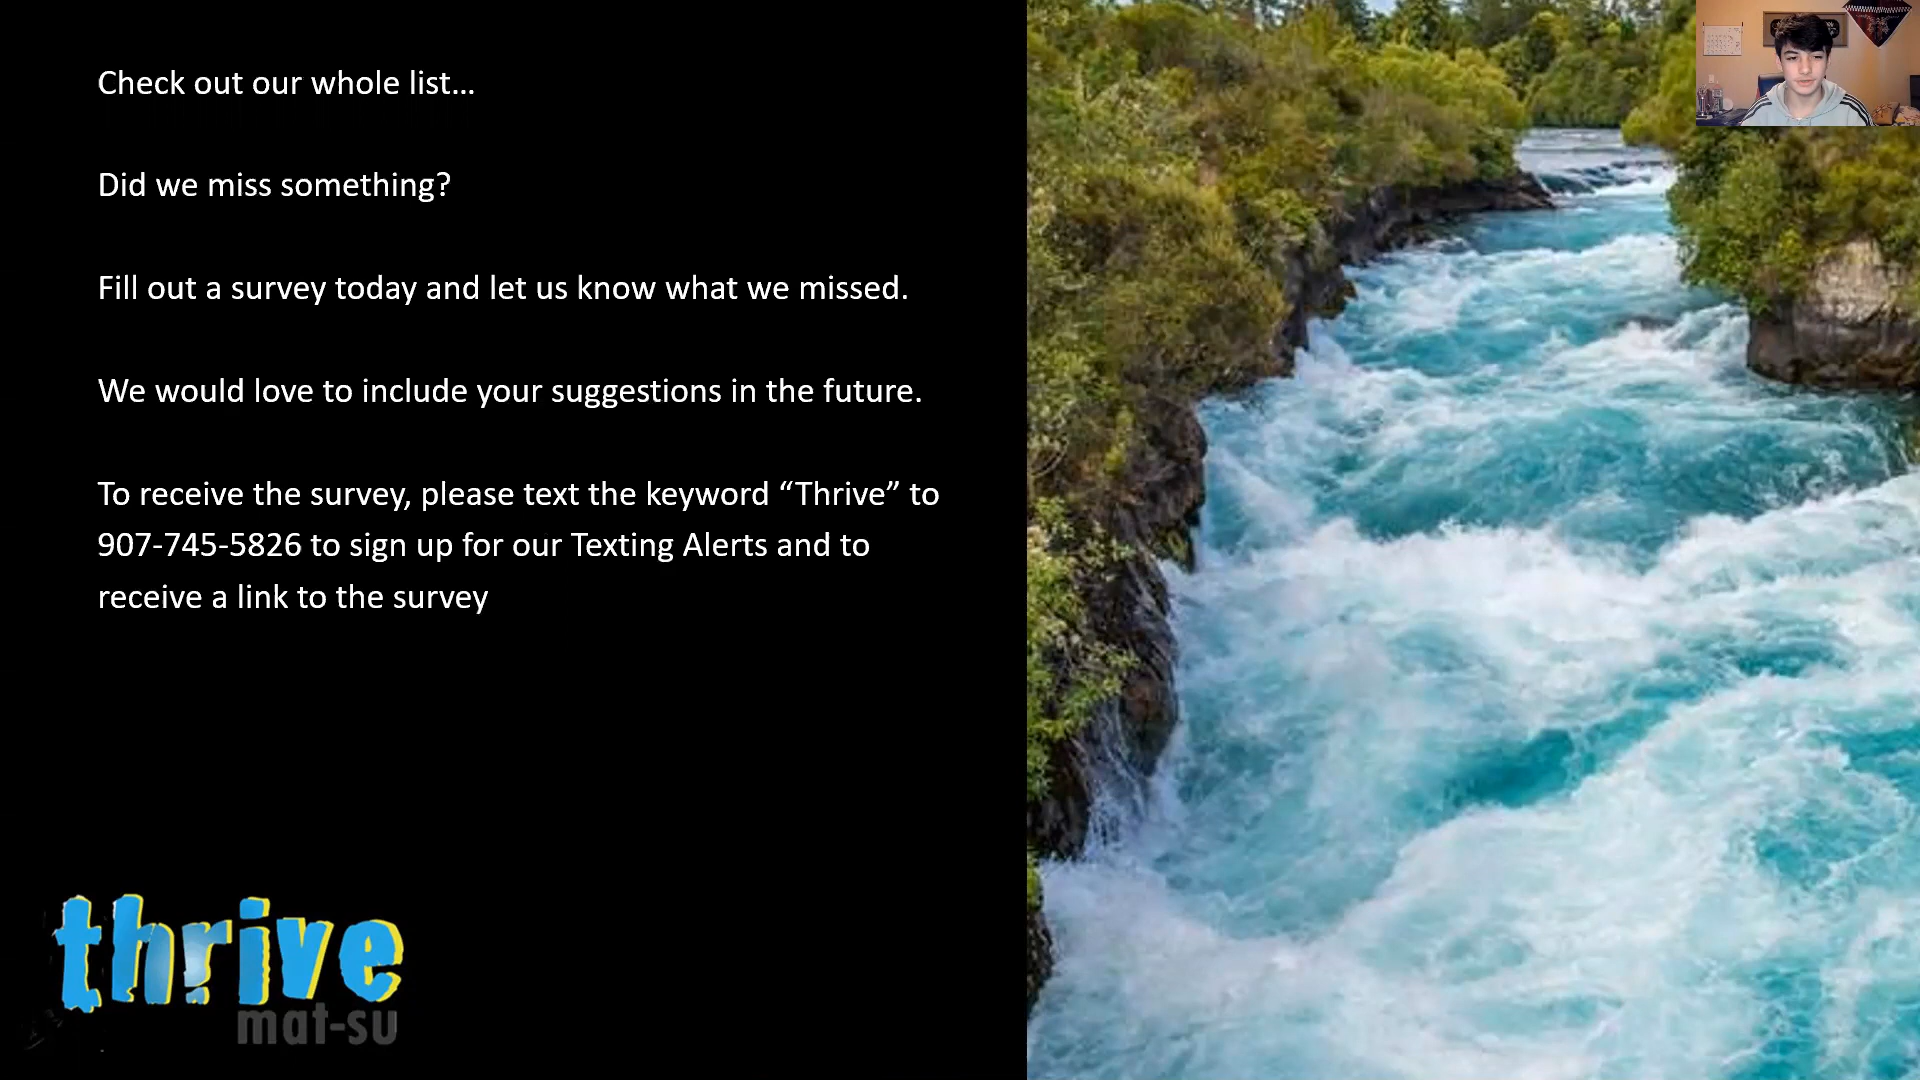 Check out our whole list…
Did we miss something?
Fill out a survey today and let us know what we missed.
We would love to include your suggestions in the future.
To receive the survey, please text the keyword “Thrive” to
907-745-5826 to sign up for our Texting Alerts and to
receive a link to the survey
thrive
mat-su